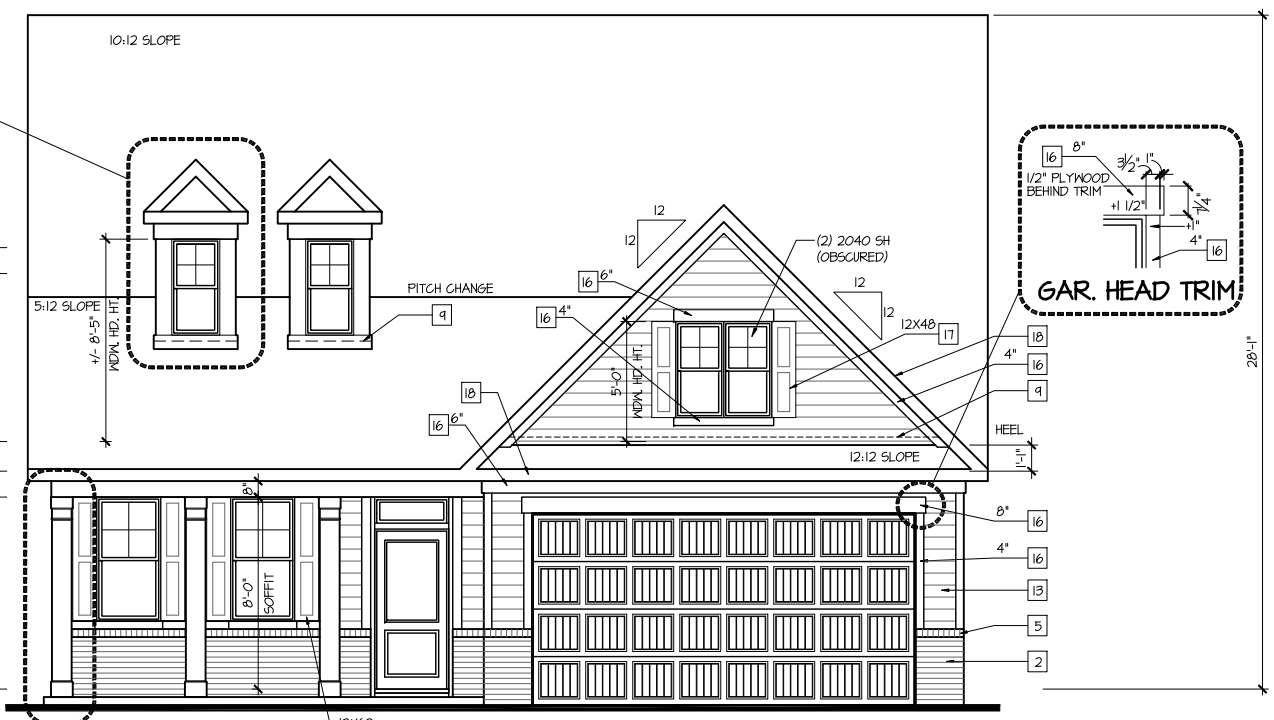 10:12 SLOPE
16
8"
3 1/2"
1"
1/2" PLYWOOD
BEHIND TRIM
+1 1/2"
7 1/4"
+1"
4"
16
GAR. HEAD TRIM
12
12
(2) 2040 SH
(OBSCURED)
16
6"
PITCH CHANGE
5:12 SLOPE
9
16
4"
12
12
12X48
17
18
4"
16
9
28'-1"
+/- 8'-5"
WDW. HD. HT.
5'-0"
WDW. HD. HT.
18
16
6"
HEEL
1'-1"
12:12 SLOPE
8"
8"
16
4"
16
8'-0"
SOFFIT
13
5
2